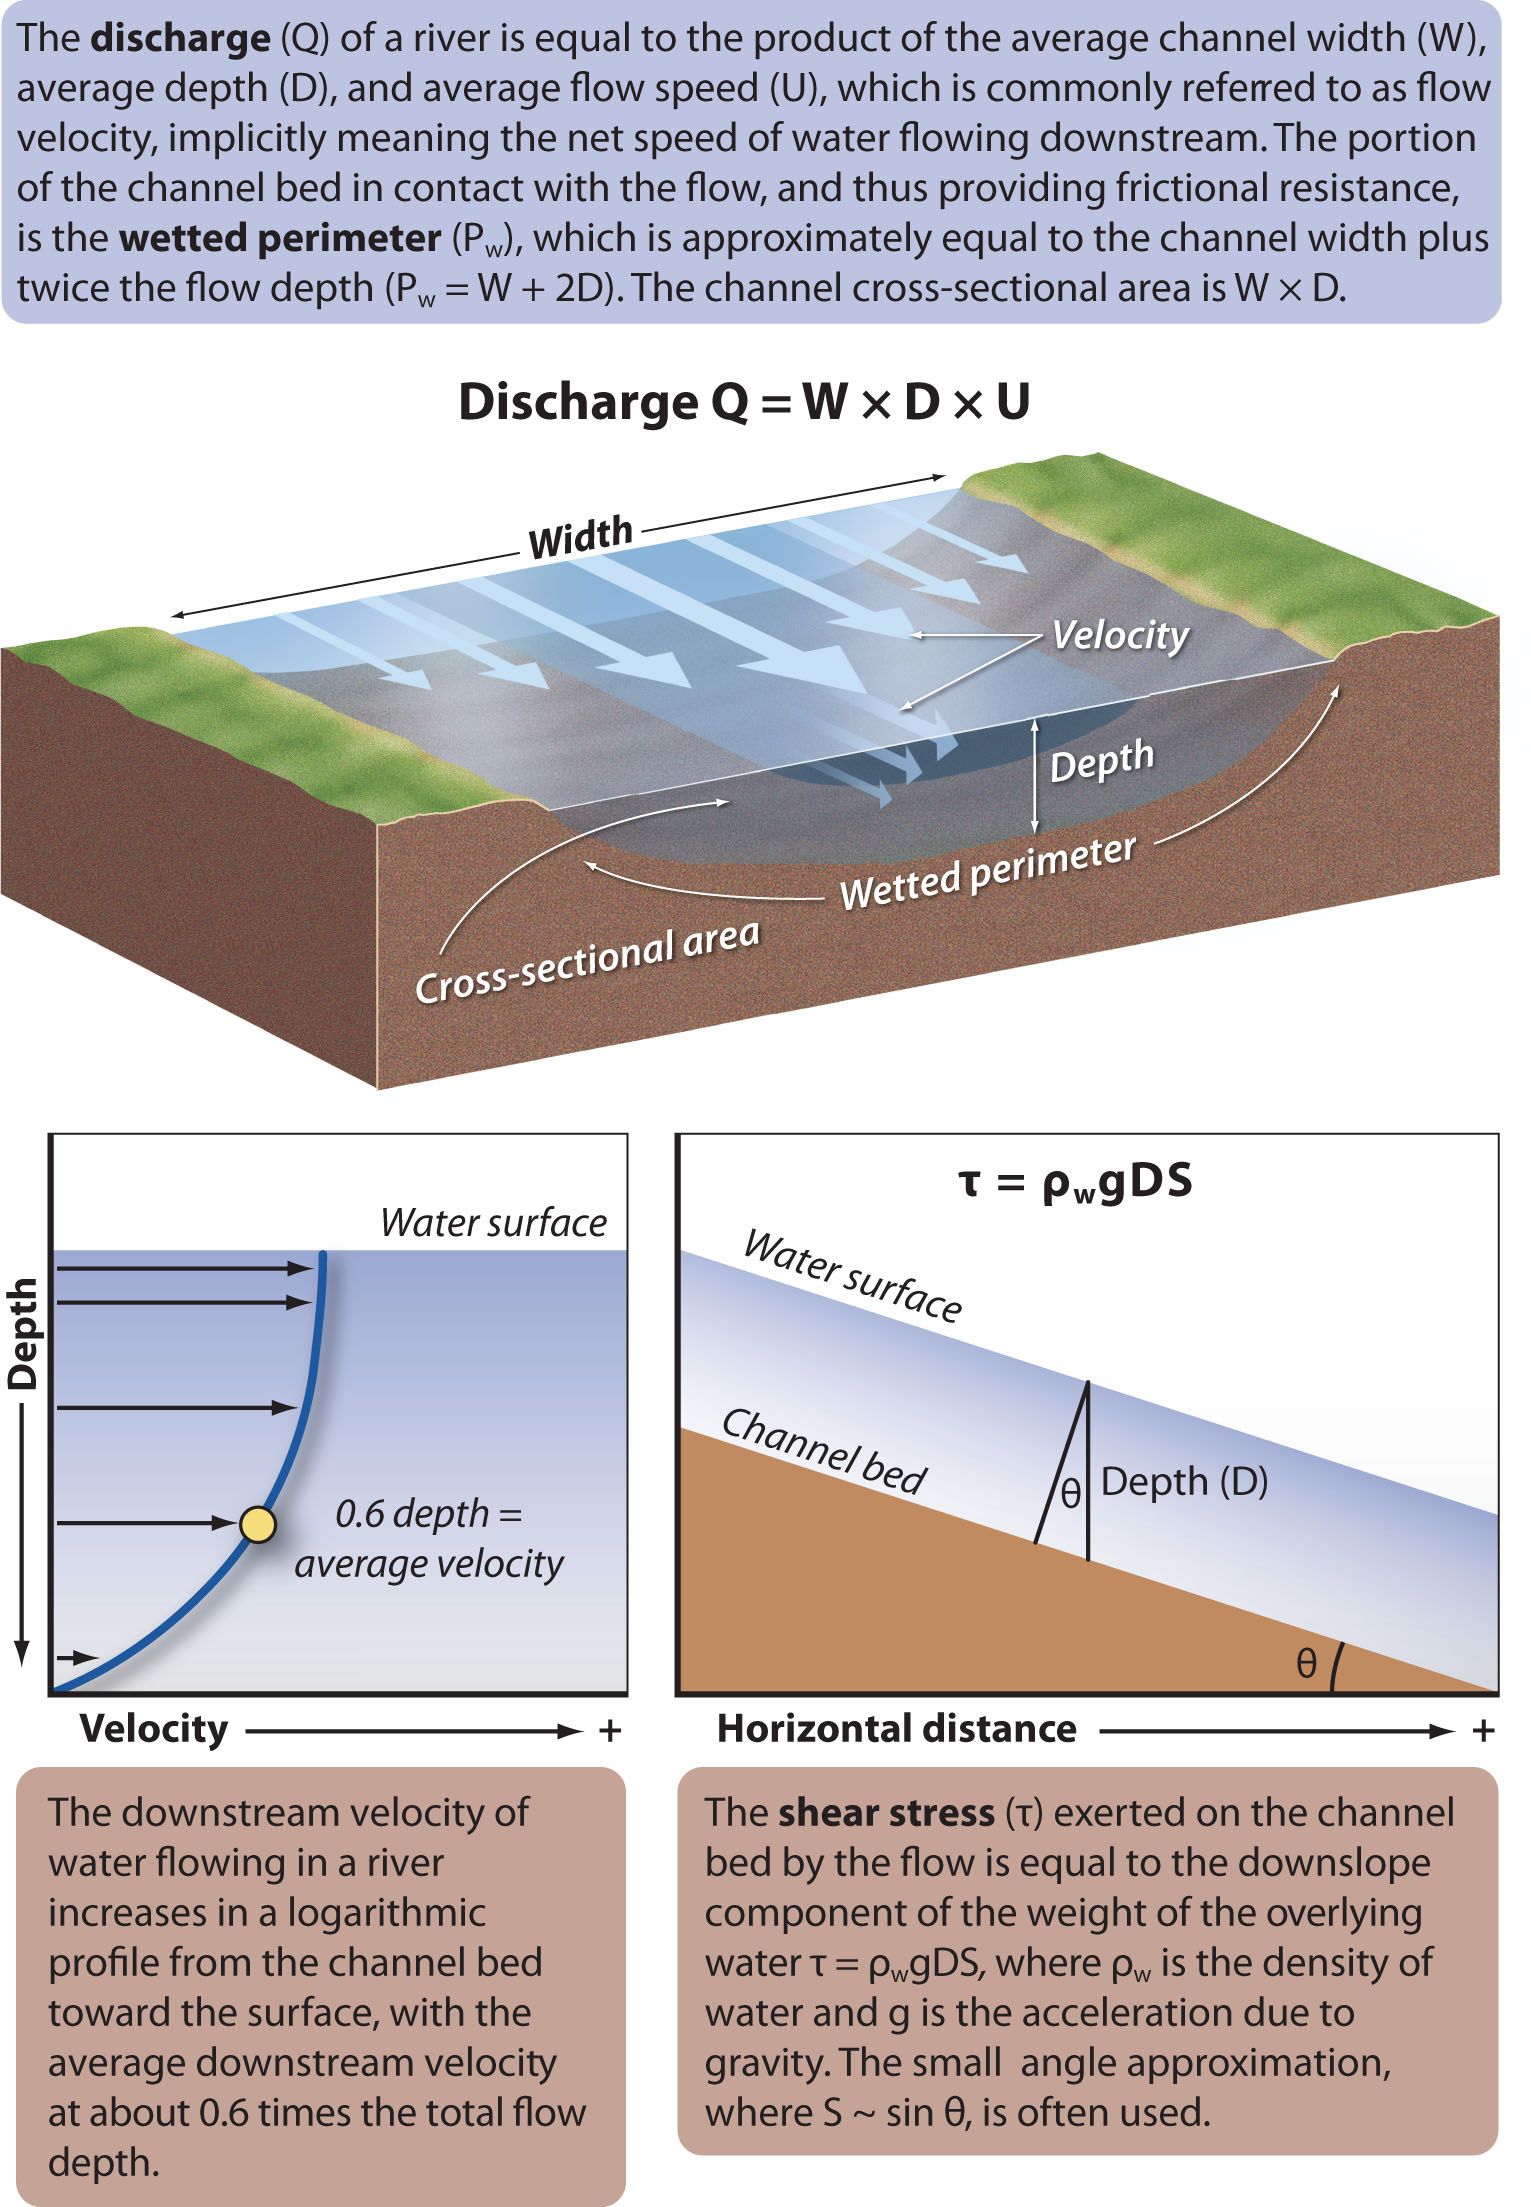 The discharge (Q) of a river is equal to the product of the average channel width (W),
average depth (D), and average flow speed (U), which is commonly referred to as flow
velocity, implicitly meaning the net speed of water flowing downstream. The portion
of the channel bed in contact with the flow, and thus providing frictional resistance,
is the wetted perimeter (Pw), which is approximately equal to the channel width plus
twice the flow depth (Pw = W + 2D). The channel cross-sectional area is W × D.
Discharge Q = W × D × U
Width
Velocity
Depth
Wetted perimeter
Cross-sectional area
Water surface
Depth
0.6 depth =
average velocity
Velocity +
τ = ρwgDS
Water surface
Channel bed
θ
Depth (D)
θ
Horizontal distance +
The downstream velocity of
water flowing in a river
increases in a logarithmic
profile from the channel bed
toward the surface, with the
average downstream velocity
at about 0.6 times the total flow
depth.
The shear stress (τ) exerted on the channel
bed by the flow is equal to the downslope
component of the weight of the overlying
water τ = ρwgDS, where ρw is the density of
water and g is the acceleration due to
gravity. The small angle approximation,
where S ~ sin θ, is often used.